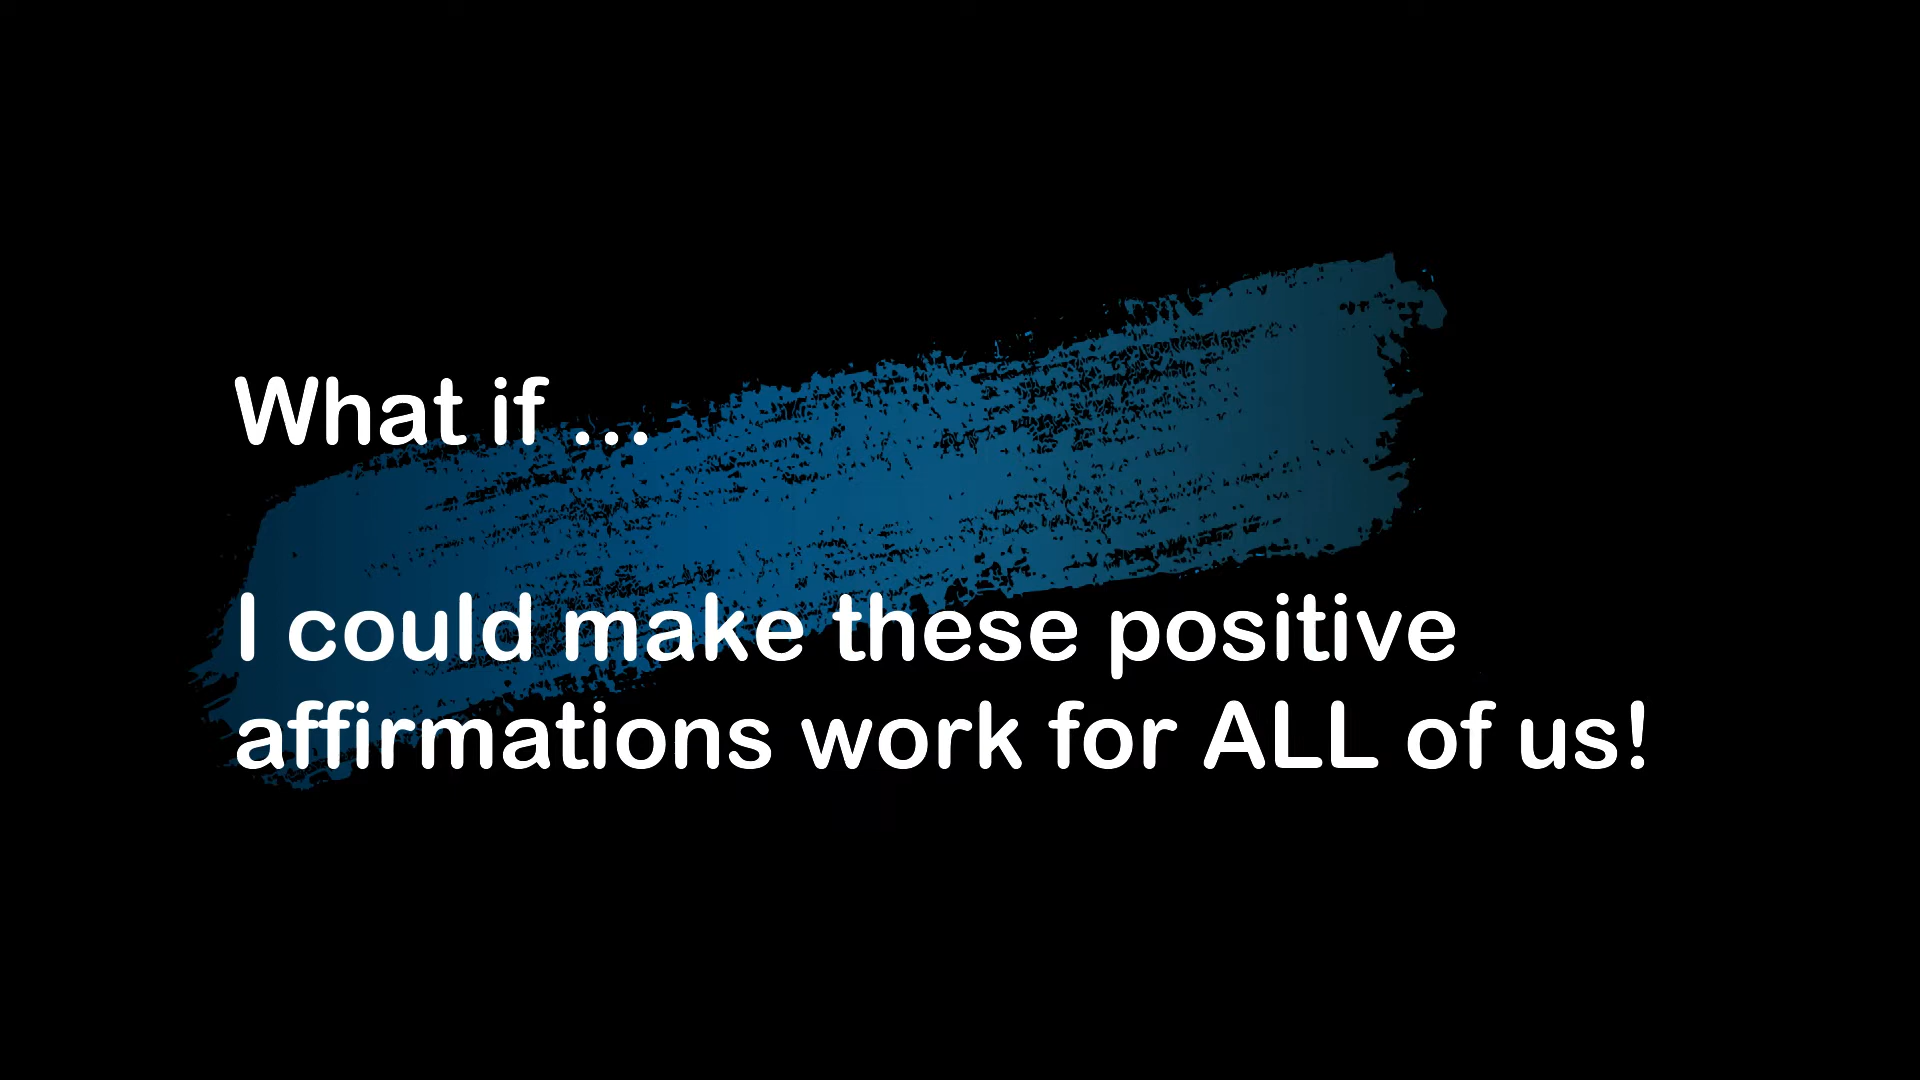 What if ...
I could make these positive
affirmations work for ALL of us!